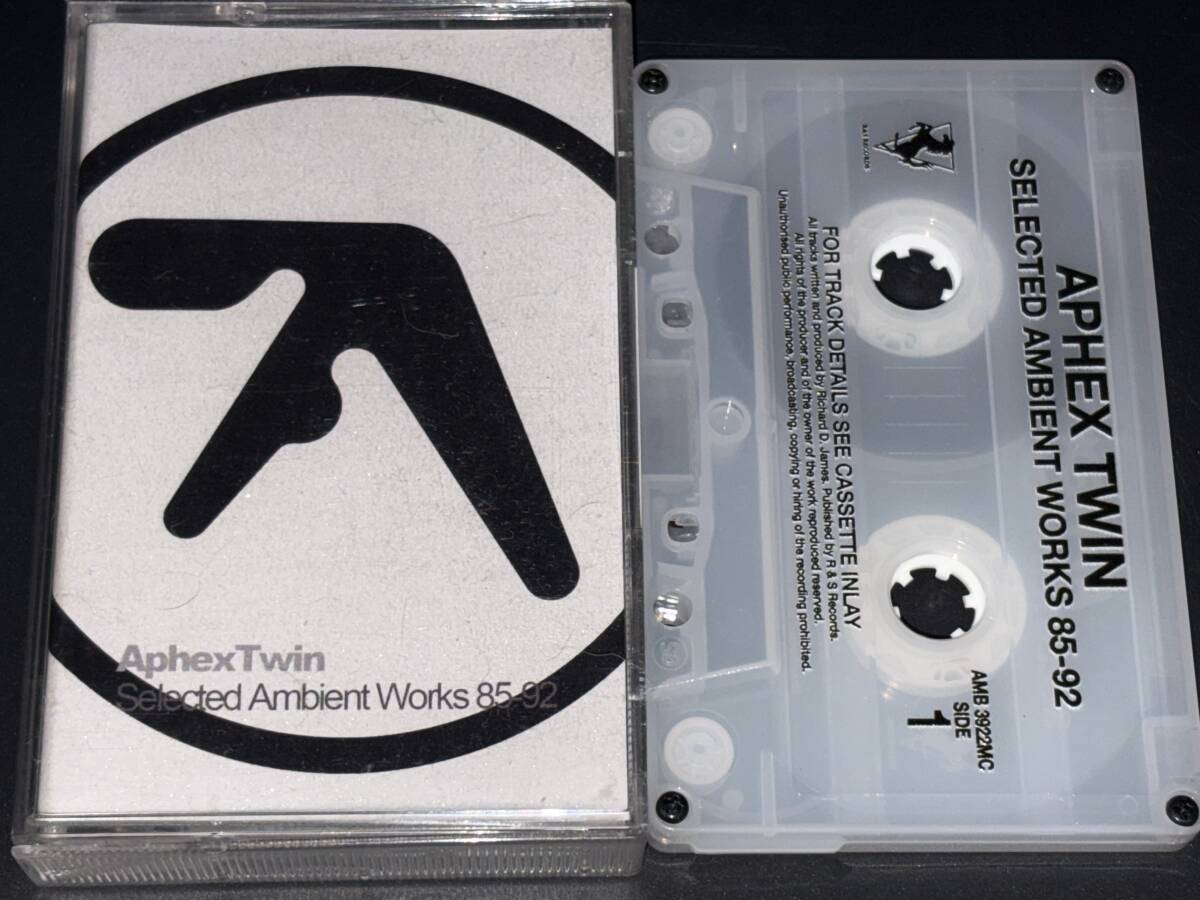 AphexTwin
Selected Ambient Works 85-92
APHEX TWIN
SELECTED AMBIENT WORKS 85-92
R & S RECORDS
AMB 3922MC
SIDE
1
FOR TRACK DETAILS SEE CASSETTE INLAY
All tracks written and produced by Richard D. James. Published by R & S Records.
All rights of the producer and of the owner of the work reproduced reserved.
Unauthorised public performance, broadcasting, copying or hiring of the recording prohibited.